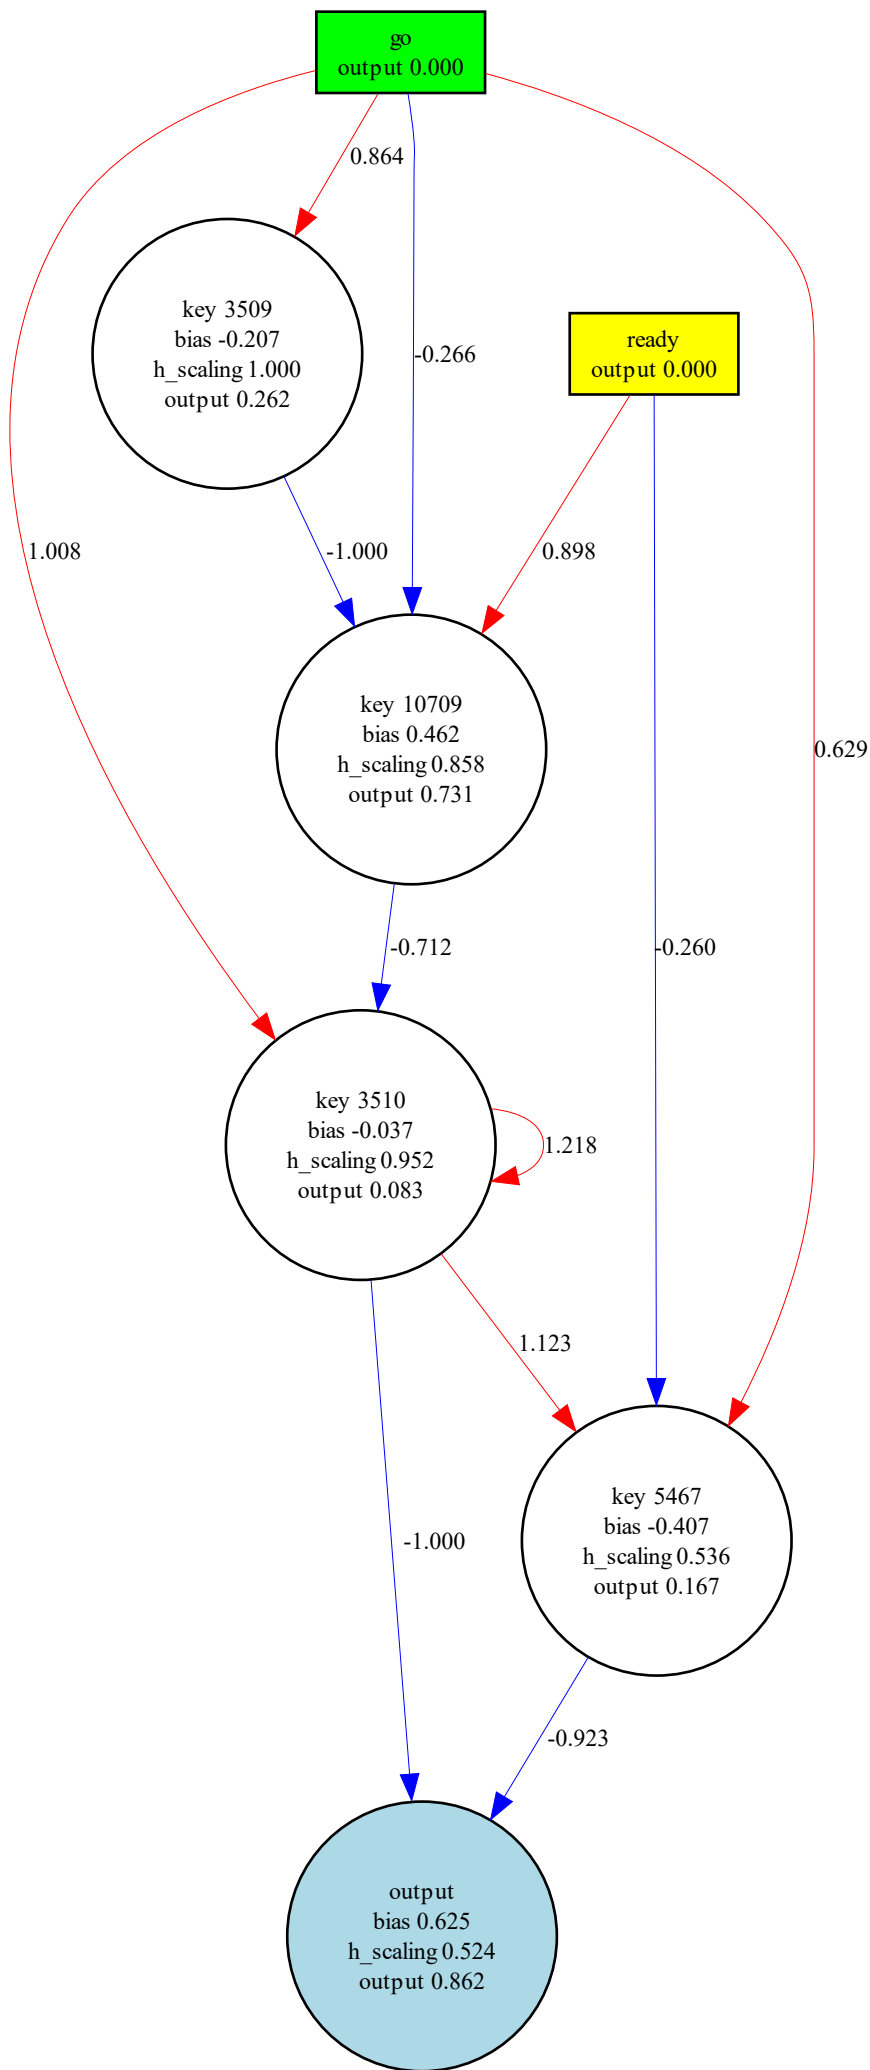 go
output 0.000
0.864
key 3509
bias -0.207
h_scaling 1.000
output 0.262
-0.266
ready
output 0.000
1.008
-1.000
0.898
key 10709
bias 0.462
h_scaling 0.858
output 0.731
0.629
-0.712
-0.260
key 3510
bias -0.037
h_scaling 0.952
output 0.083
1.218
1.123
key 5467
bias -0.407
h_scaling 0.536
output 0.167
-1.000
-0.923
output
bias 0.625
h_scaling 0.524
output 0.862